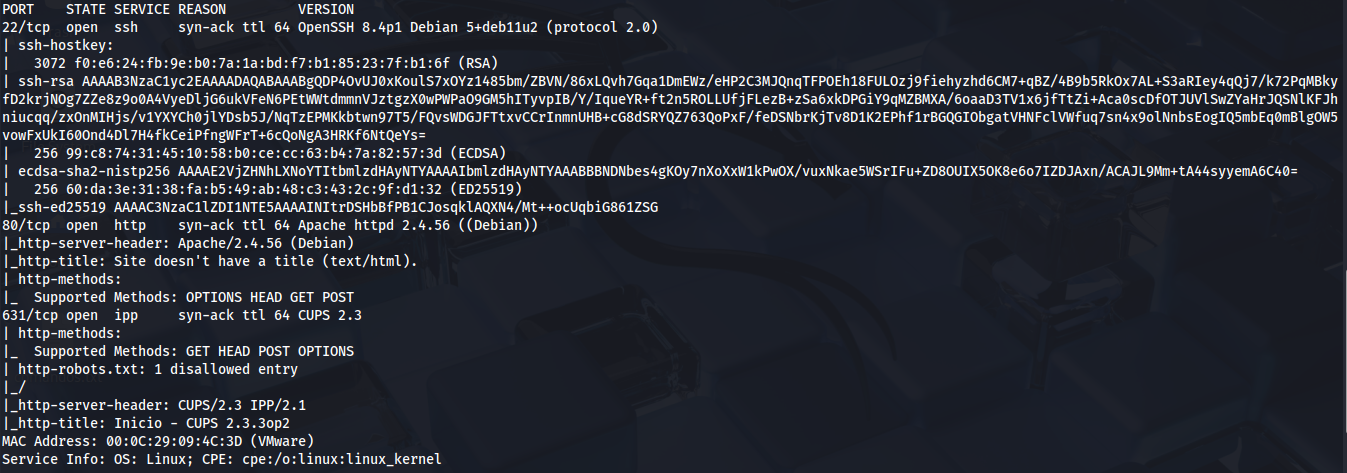 PORT STATE SERVICE REASON VERSION
22/tcp open ssh syn-ack ttl 64 OpenSSH 8.4p1 Debian 5+deb11u2 (protocol 2.0)
| ssh-hostkey:
| 3072 f0:e6:24:fb:9e:b0:7a:1a:bd:f7:b1:85:23:7f:b1:6f (RSA)
| ssh-rsa AAAAB3NzaC1yc2EAAAADAQABAAABgQDP4OvUJ0xKoulS7xOYz1485bm/ZBVN/86xLQvh7Gqa1DmEWz/eHP2C3MJQnqTFPOEh18FULOzj9fiehyzhd6CM7+qBZ/4B9b5RkOx7AL+S3aRIey4qQj7/k72PqMBky
fD2krjNOg7ZZe8z9o0A4VyeDljG6ukVFeN6PEtWWtdmmnVJztgzX0wPWPaO9GM5hITyvpIB/Y/IqueYR+ft2n5ROLLUfjFLezB+zSa6xkDPGiY9qMZBMXA/6oaaD3TV1x6jfTtZi+Aca0scDfOTJUVlSwZYaHrJQSNlKFJh
niucqq/zxOnMIHjs/v1YXYCh0jlYDsb5J/NqTzEPMKkbtwn97T5/FQvsWDGJFTtxvCCrInmnUHB+cG8dSRYQZ763QoPxF/feDSNbrKjTv8D1K2EPhf1rBGQGIObgatVHNFclVWfuq7sn4x9olNnbsEogIQ5mbEq0mBlgOW5
vowFxUkI60Ond4Dl7H4fkCeiPfngWFrT+6cQoNgA3HRKf6NtQeYs=
| 256 99:c8:74:31:45:10:58:b0:ce:cc:63:b4:7a:82:57:3d (ECDSA)
| ecdsa-sha2-nistp256 AAAAE2VjZHNhLXNoYTItbmlzdHAyNTYAAAAIbmlzdHAyNTYAAABBBNDNbes4gKOy7nXoXxW1kPwOX/vuxNkae5WSrIFu+ZD8OUIX5OK8e6o7IZDJAxn/ACAJL9Mm+tA44syyemA6C40=
| 256 60:da:3e:31:38:fa:b5:49:ab:48:c3:43:2c:9f:d1:32 (ED25519)
|_ssh-ed25519 AAAAC3NzaC1lZDI1NTE5AAAAINItrDSHbBfPB1CJosqklAQXN4/Mt++ocUqbiG861ZSG
80/tcp open http syn-ack ttl 64 Apache httpd 2.4.56 ((Debian))
|_http-server-header: Apache/2.4.56 (Debian)
|_http-title: Site doesn't have a title (text/html).
| http-methods:
|_ Supported Methods: OPTIONS HEAD GET POST
631/tcp open ipp syn-ack ttl 64 CUPS 2.3
| http-methods:
|_ Supported Methods: GET HEAD POST OPTIONS
| http-robots.txt: 1 disallowed entry
|_/
|_http-server-header: CUPS/2.3 IPP/2.1
|_http-title: Inicio - CUPS 2.3.3op2
MAC Address: 00:0C:29:09:4C:3D (VMware)
Service Info: OS: Linux; CPE: cpe:/o:linux:linux_kernel